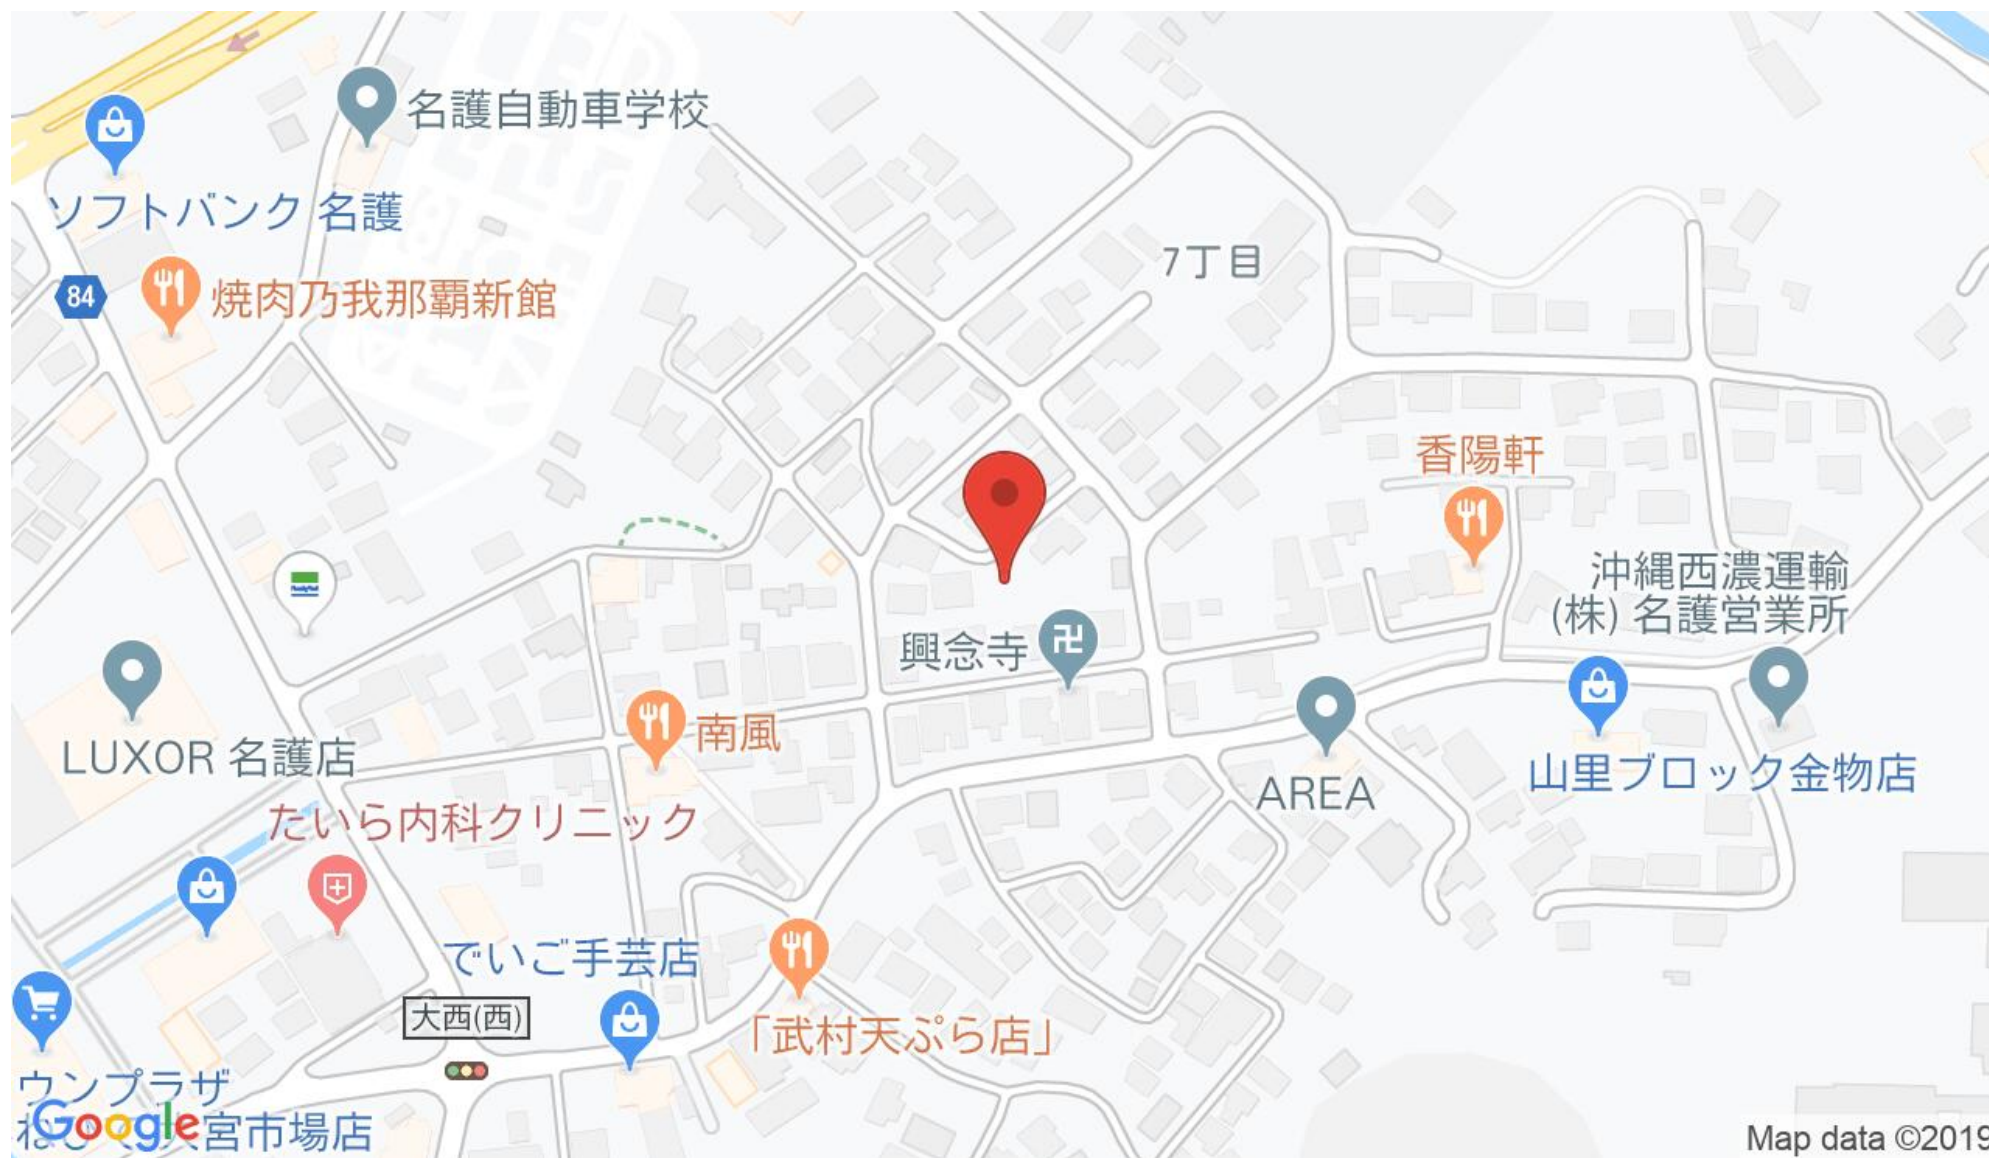 名護自動車学校
ソフトバンク 名護
7丁目
84
焼肉乃我那覇新館
香陽軒
沖縄西濃運輸
(株) 名護営業所
興念寺
南風
LUXOR 名護店
AREA
山里ブロック金物店
たいら内科クリニック
でいご手芸店
大西(西)
「武村天ぷら店」
ウンプラザ
Google
宮市場店
Map data ©2019